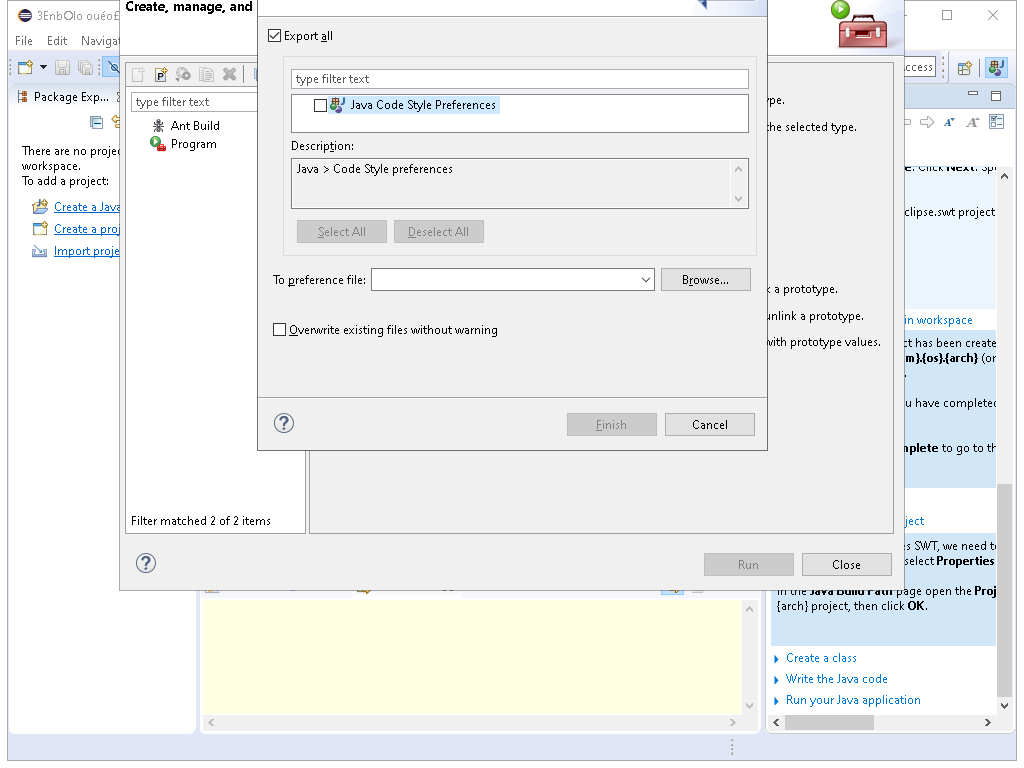 3EnbOlo ouéo£
File Edit Navigat
Package Exp...
There are no projec
workspace.
To add a project:
Create a Java
Create a proj
Import proje
Create, manage, and
type filter text
Ant Build
Program
Filter matched 2 of 2 items
Export all
type filter text
Java Code Style Preferences
Description:
Java > Code Style preferences
Select All Deselect All
To preference file: Browse...
Overwrite existing files without warning
Finish Cancel
ype.
the selected type.
k a prototype.
unlink a prototype.
with prototype values.
Run Close
ccess
e. Click Next. Sp
clipse.swt project
in workspace
ct has been create
m}.{os}.{arch} (or
u have completed
nplete to go to th
ject
s SWT, we need to
select Properties
In the Java Build Path page open the Proj
{arch} project, then click OK.
Create a class
Write the Java code
Run your Java application